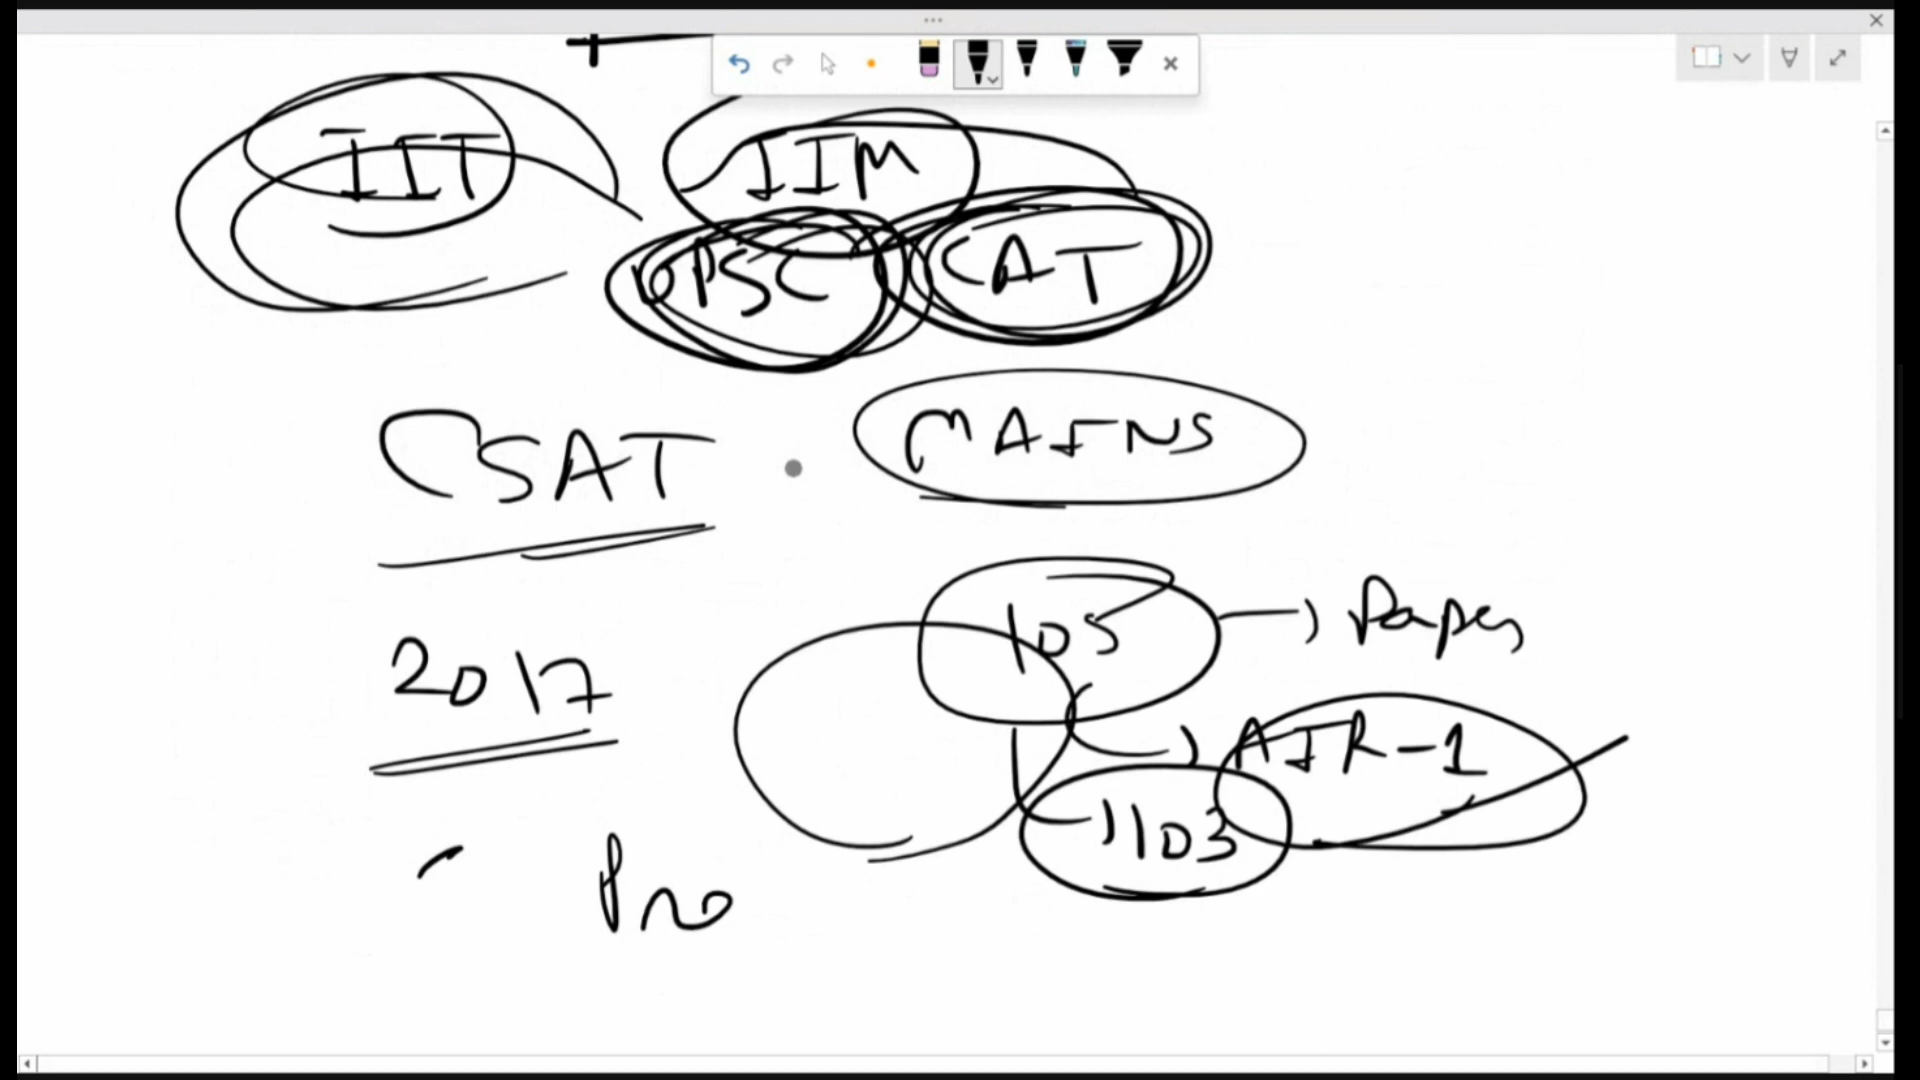 IIT IIM
UPSC CAT
CSAT MAINS
105 Paper
2017
AIR-1
1103
Pro